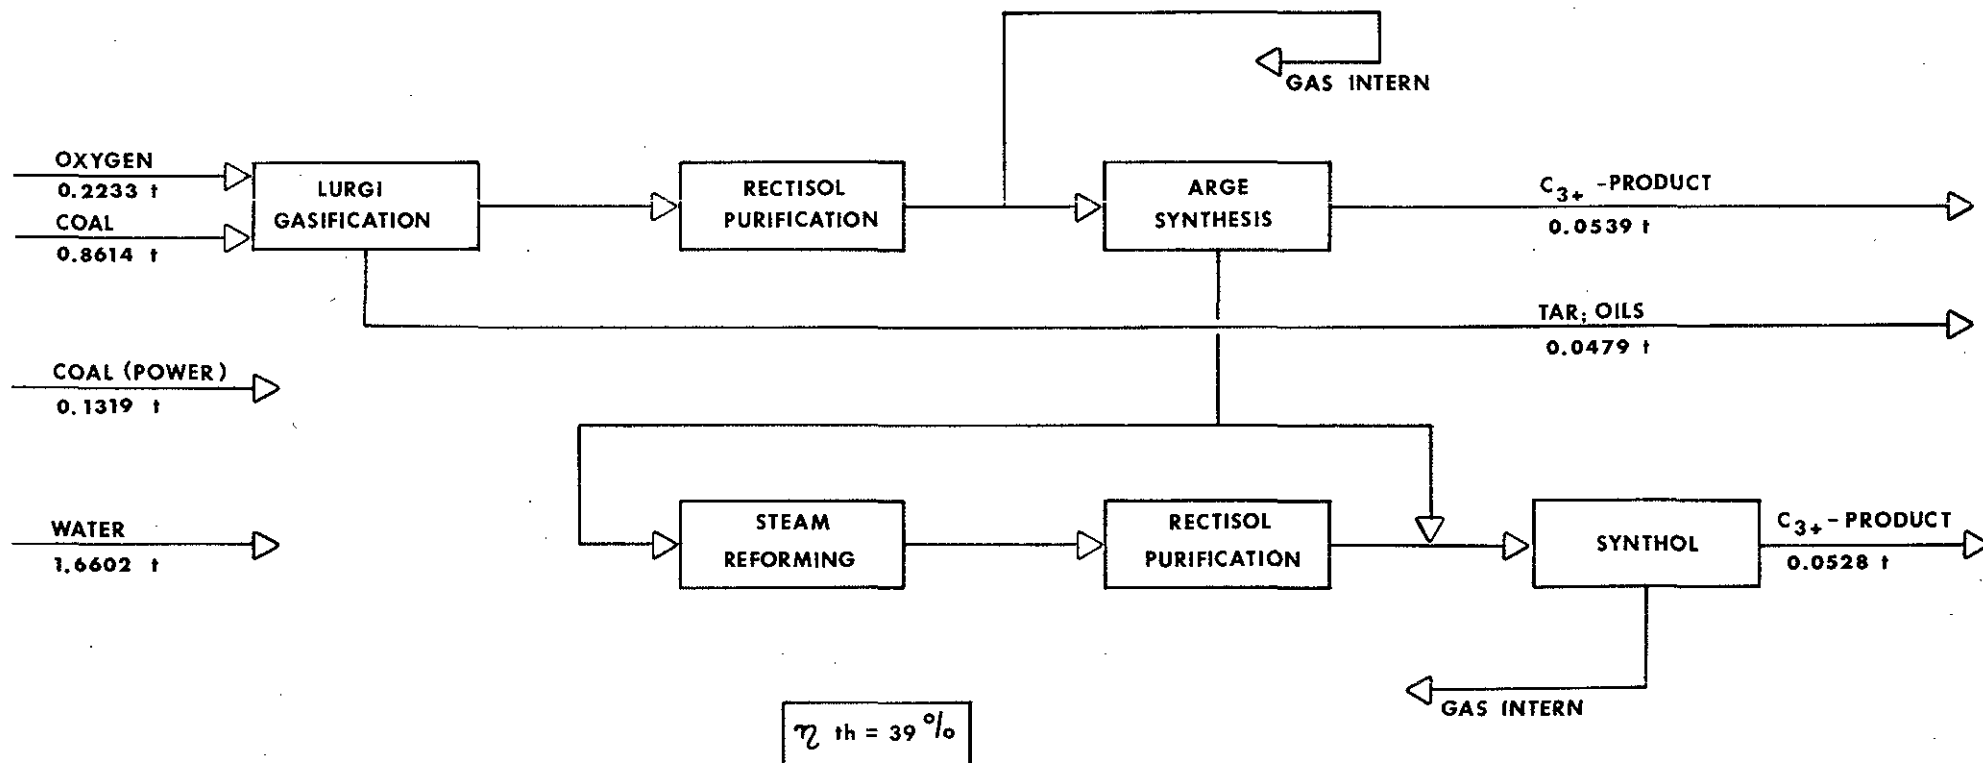 GAS INTERN
OXYGEN
0.2233 t
COAL
0.8614 t
LURGI
GASIFICATION
RECTISOL
PURIFICATION
ARGE
SYNTHESIS
C3+ -PRODUCT
0.0539 t
TAR; OILS
0.0479 t
COAL (POWER)
0.1319 t
WATER
1.6602 t
STEAM
REFORMING
RECTISOL
PURIFICATION
SYNTHOL
C3+ -PRODUCT
0.0528 t
GAS INTERN
η th = 39 %